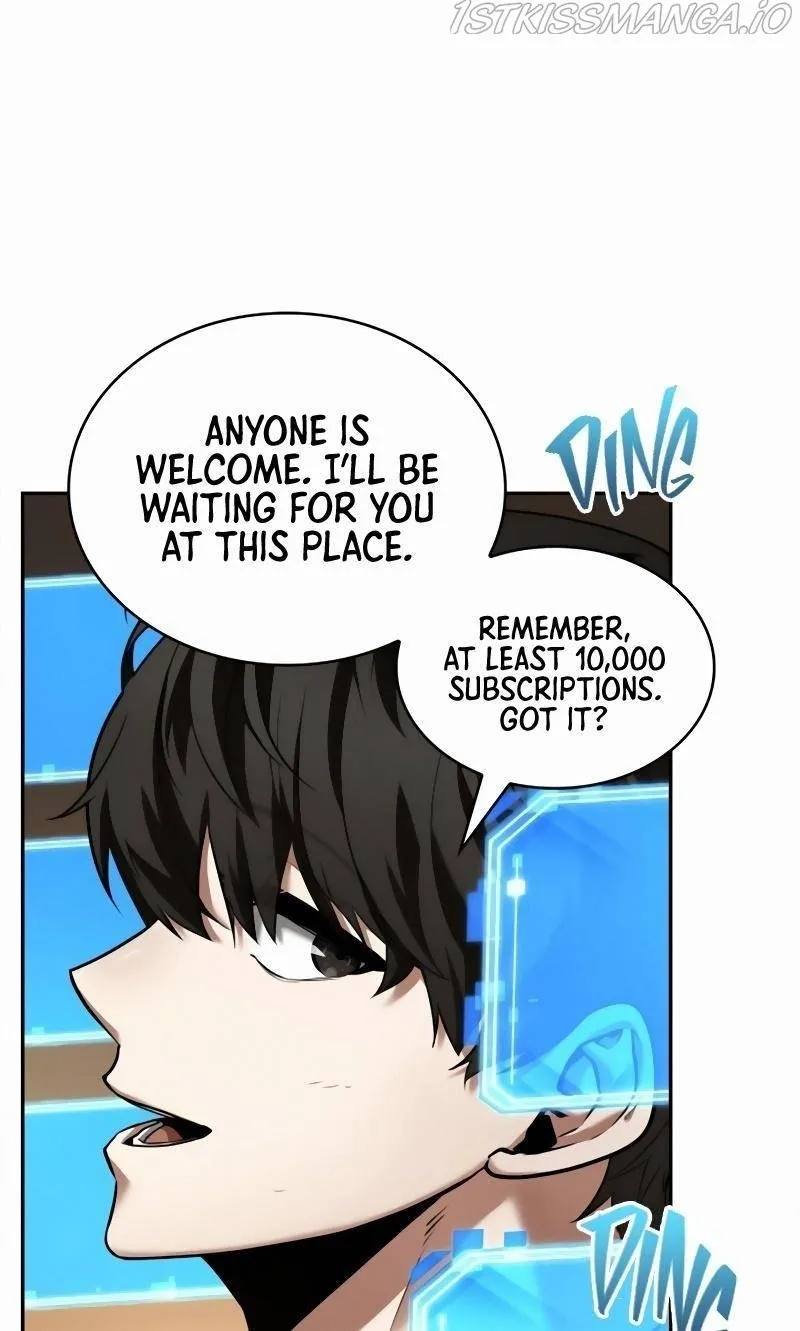 1STKISSMANGA.IO
DING
ANYONE IS
WELCOME. I'LL BE
WAITING FOR YOU
AT THIS PLACE.
REMEMBER,
AT LEAST 10,000
SUBSCRIPTIONS.
GOT IT?
DING